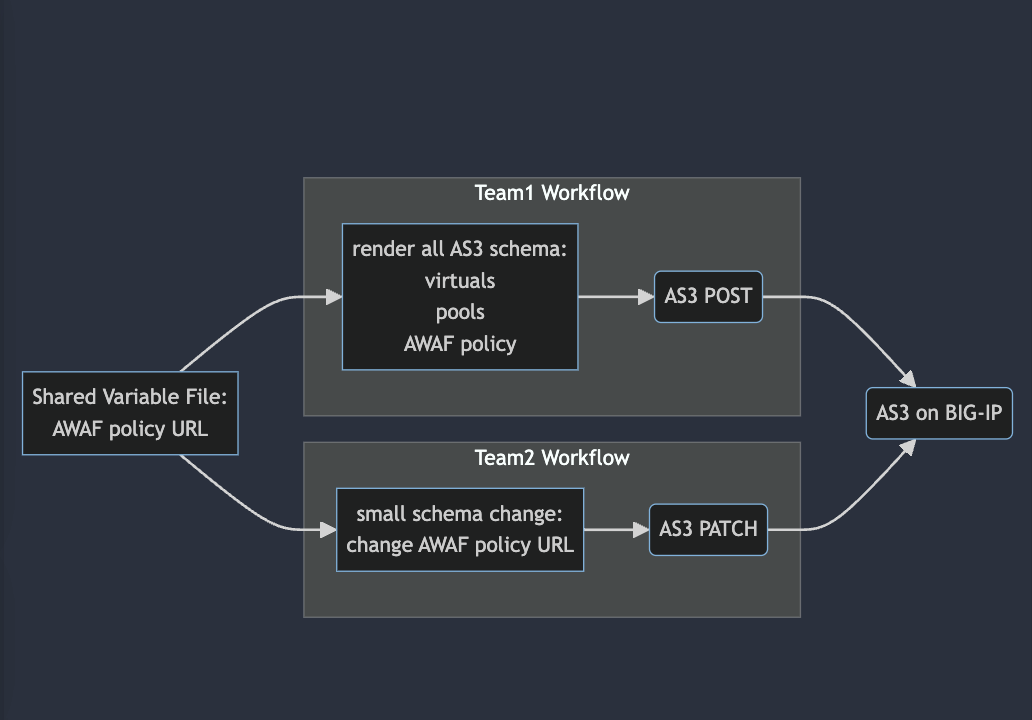 Team1 Workflow
render all AS3 schema:
virtuals
pools
AWAF policy
AS3 POST
Shared Variable File:
AWAF policy URL
AS3 on BIG-IP
Team2 Workflow
small schema change:
change AWAF policy URL
AS3 PATCH